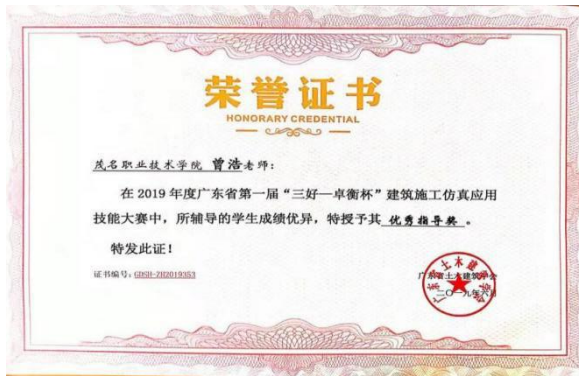 荣誉证书
HONORARY CREDENTIAL
茂名职业技术学院 曾浩老师:
在 2019 年度广东省第一届“三好—卓衡杯”建筑施工仿真应用
技能大赛中，所辅导的学生成绩优异，特授予其 优秀指导奖 。
特发此证！
证书编号：GDSH-ZH2019353
广东省土木建筑学会
二〇一九年六月